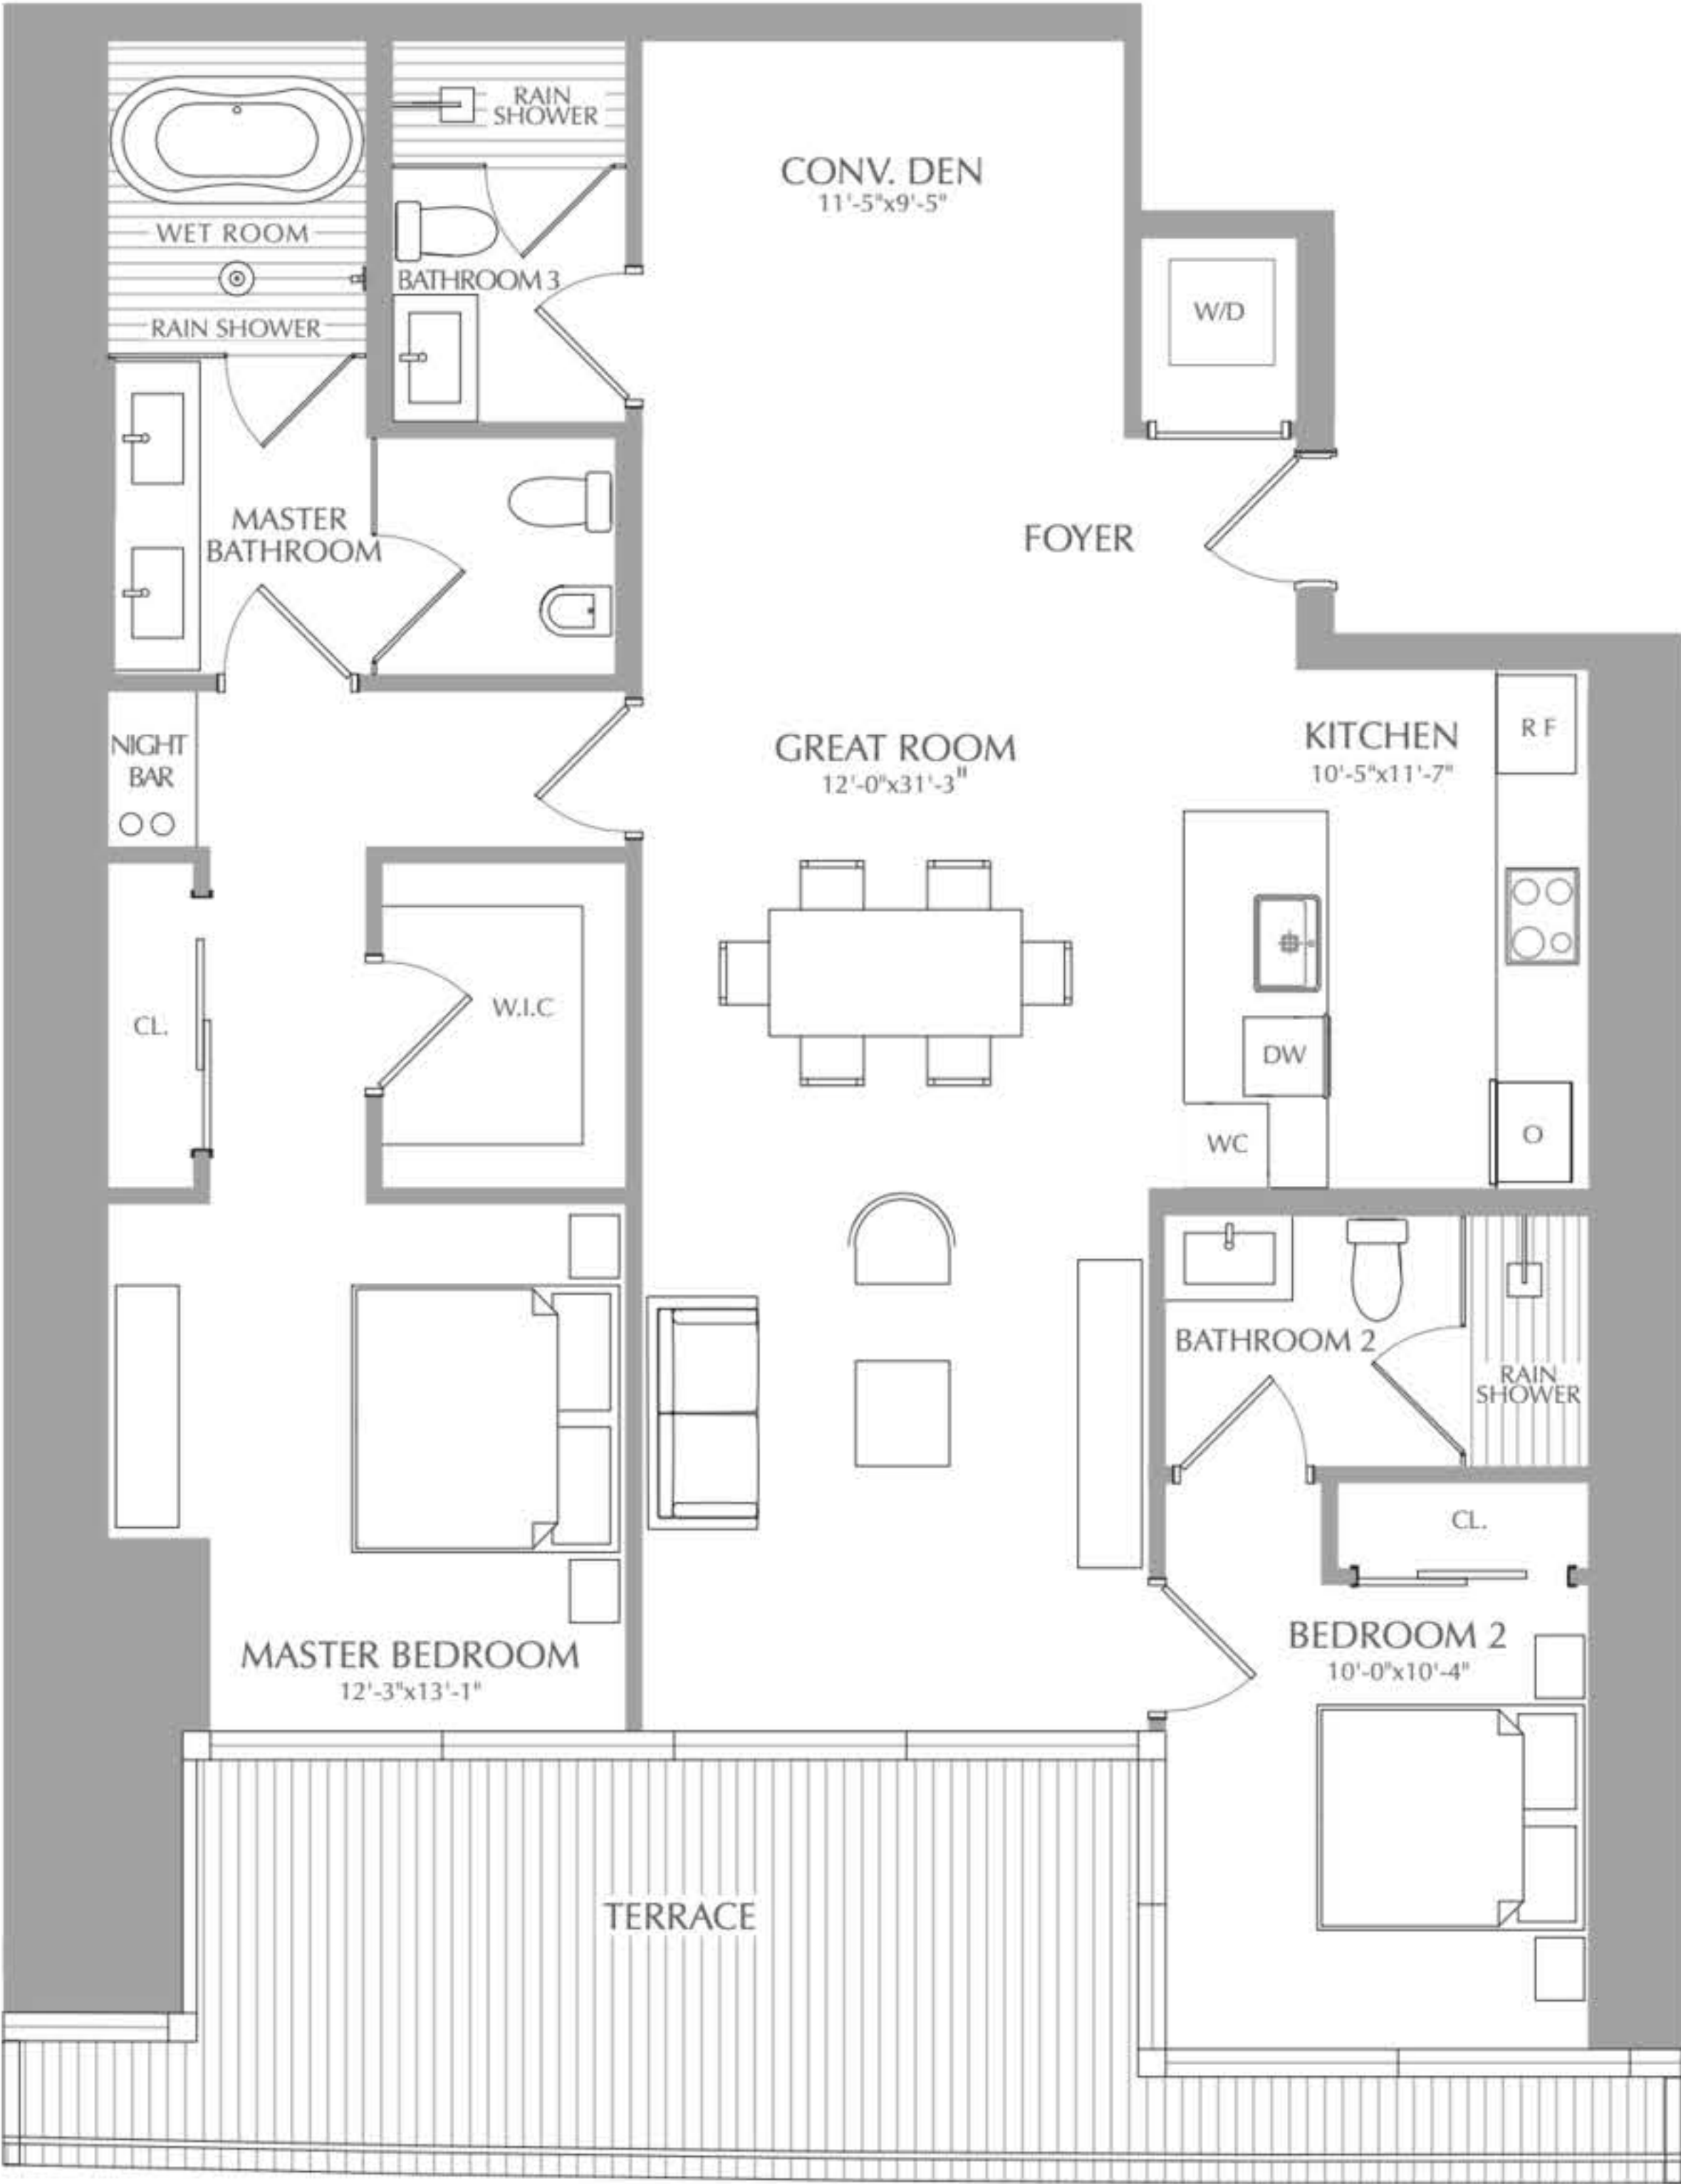 RAIN
SHOWER
CONV. DEN
11'-5"x9'-5"
WET ROOM
BATHROOM 3
RAIN SHOWER
W/D
MASTER
BATHROOM
FOYER
NIGHT
BAR
GREAT ROOM
12'-0"x31'-3"
KITCHEN
10'-5"x11'-7"
R F
CL.
W.I.C
DW
WC
O
BATHROOM 2
RAIN
SHOWER
CL.
MASTER BEDROOM
12'-3"x13'-1"
BEDROOM 2
10'-0"x10'-4"
TERRACE